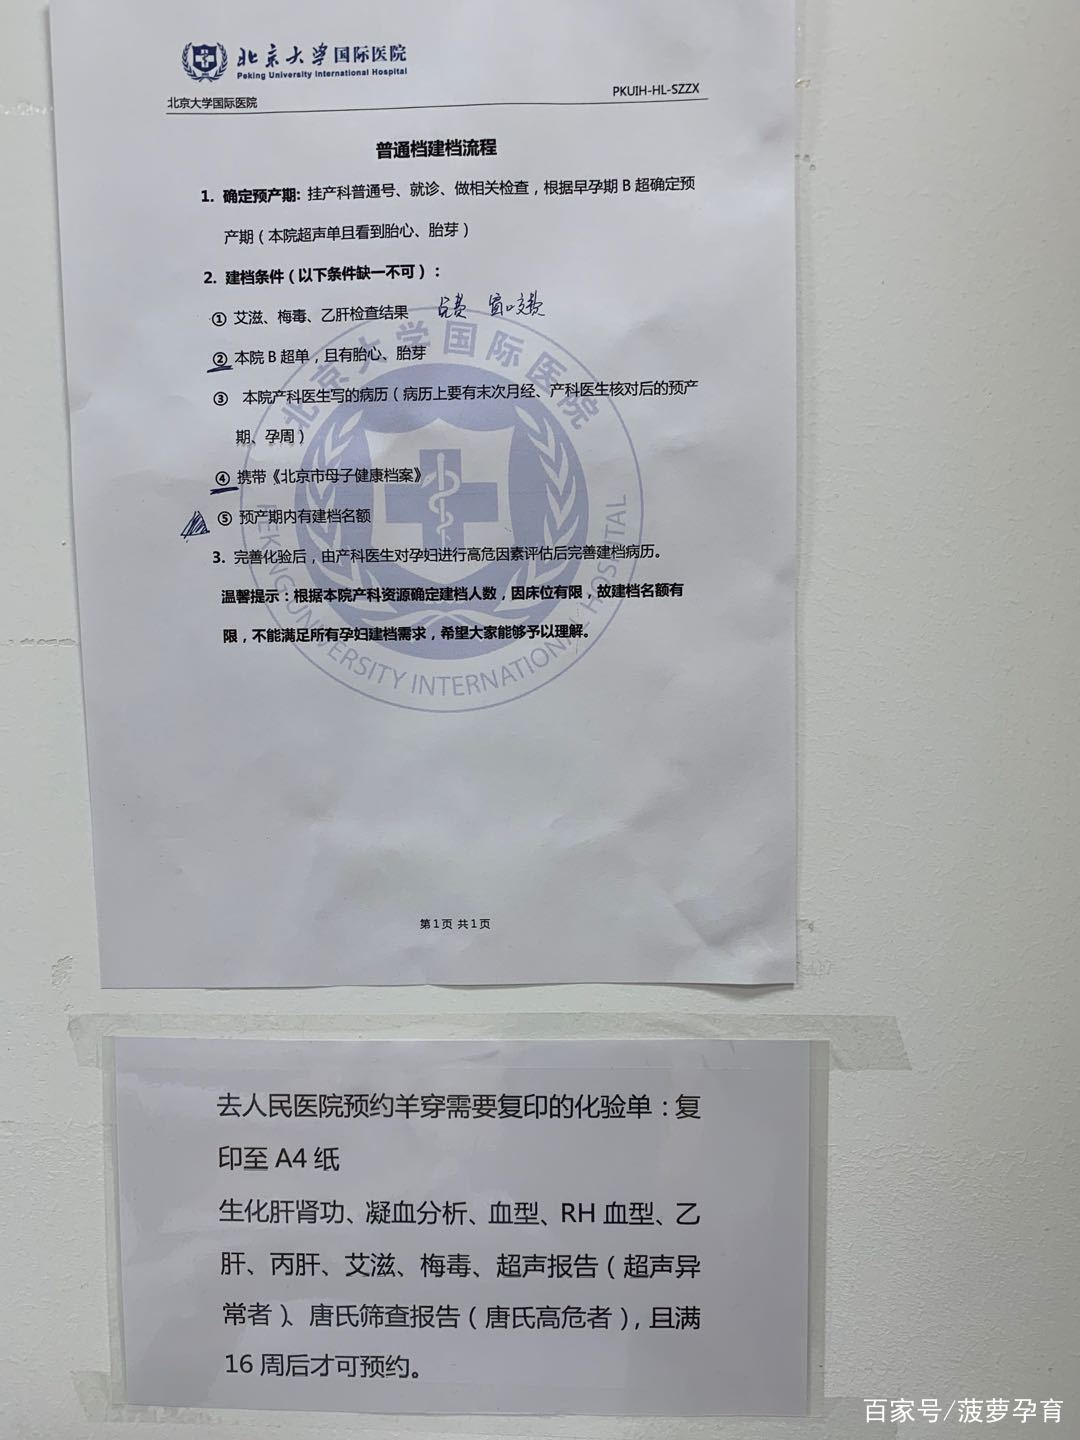 北京大学国际医院
Peking University International Hospital
北京大学国际医院
PKUIH-HL-SZZX
普通档建档流程
1. 确定预产期: 挂产科普通号、就诊、做相关检查，根据早孕期 B 超确定预
产期（本院超声单且看到胎心、胎芽）
2. 建档条件（以下条件缺一不可）：
① 艾滋、梅毒、乙肝检查结果
② 本院 B 超单，且有胎心、胎芽
③ 本院产科医生写的病历（病历上要有末次月经、产科医生核对后的预产
期、孕周）
④ 携带《北京市母子健康档案》
⑤ 预产期内有建档名额
3. 完善化验后，由产科医生对孕妇进行高危因素评估后完善建档病历。
温馨提示：根据本院产科资源确定建档人数，因床位有限，故建档名额有
限，不能满足所有孕妇建档需求，希望大家能够予以理解。
北京大学国际医院
PEKING UNIVERSITY INTERNATIONAL HOSPITAL
第1页 共1页
去人民医院预约羊穿需要复印的化验单：复
印至 A4 纸
生化肝肾功、凝血分析、血型、RH 血型、乙
肝、丙肝、艾滋、梅毒、超声报告（超声异
常者）、唐氏筛查报告（唐氏高危者），且满
16 周后才可预约。
百家号/菠萝孕育